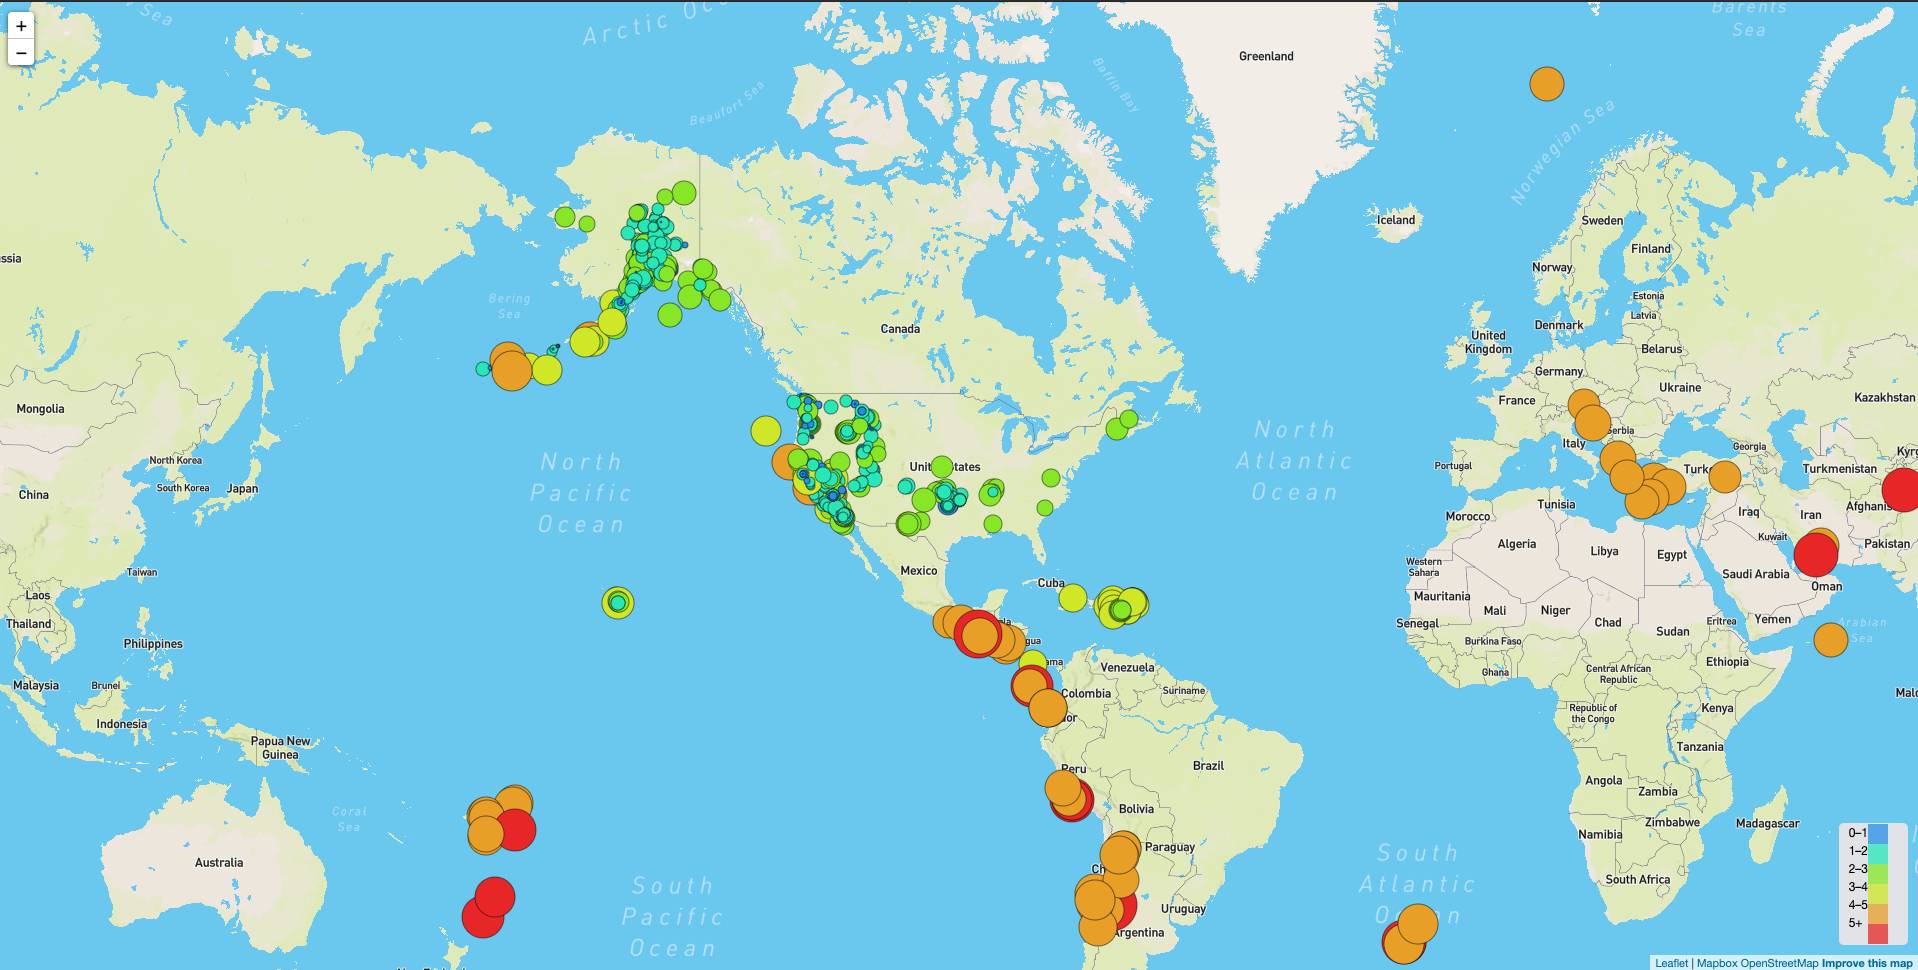 +
−
Sea
Arctic Oc
Barents
Sea
Greenland
Baffin Bay
Beaufort Sea
Norwegian Sea
Iceland
Sweden
Finland
Norway
ssia
Bering
Sea
Estonia
Latvia
Denmark
United
Kingdom
Belarus
Canada
Germany
Ukraine
France
Kazakhstan
Mongolia
Serbia
Italy
Georgia
North
Atlantic
Ocean
North
Pacific
Ocean
United States
North Korea
South Korea
Japan
China
Portugal
Turk
Turkmenistan
Kyrg
Tunisia
Morocco
Iraq
Iran
Afghanis
Kuwait
Pakistan
Algeria
Libya
Egypt
Western
Sahara
Saudi Arabia
Oman
Taiwan
Mexico
Cuba
Laos
Thailand
Philippines
Mauritania
Mali
Niger
Chad
Sudan
Eritrea
Yemen
Arabian
Sea
Senegal
Burkina Faso
la
gua
ama
Venezuela
Suriname
Colombia
dor
Ghana
Central African
Republic
Ethiopia
Malaysia
Brunei
Indonesia
Papua New
Guinea
Republic of
the Congo
Kenya
Tanzania
Mald
Peru
Brazil
Bolivia
Angola
Zambia
Zimbabwe
Madagascar
Namibia
South Africa
Coral
Sea
Australia
Paraguay
Ch
Uruguay
Argentina
South
Pacific
Ocean
South
Atlantic
Ocean
0–1
1–2
2–3
3–4
4–5
5+
Leaflet | Mapbox OpenStreetMap Improve this map